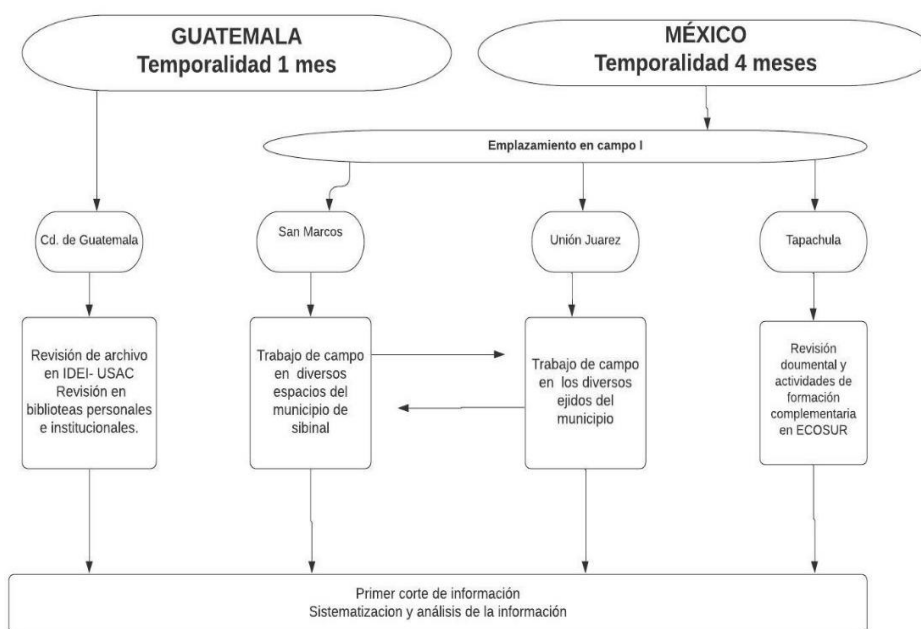 GUATEMALA
Temporalidad 1 mes
MÉXICO
Temporalidad 4 meses
Emplazamiento en campo I
Cd. de Guatemala
San Marcos
Unión Juarez
Tapachula
Revisión de archivo
en IDEI- USAC
Revisión en
biblioteas personales
e institucionales.
Trabajo de campo
en diversos
espacios del
municipio de
sibinal
Trabajo de campo
en los diversos
ejidos del
municipio
Revisión
doumental y
actividades de
formación
complementaria
en ECOSUR
Primer corte de información
Sistematizacion y análisis de la información